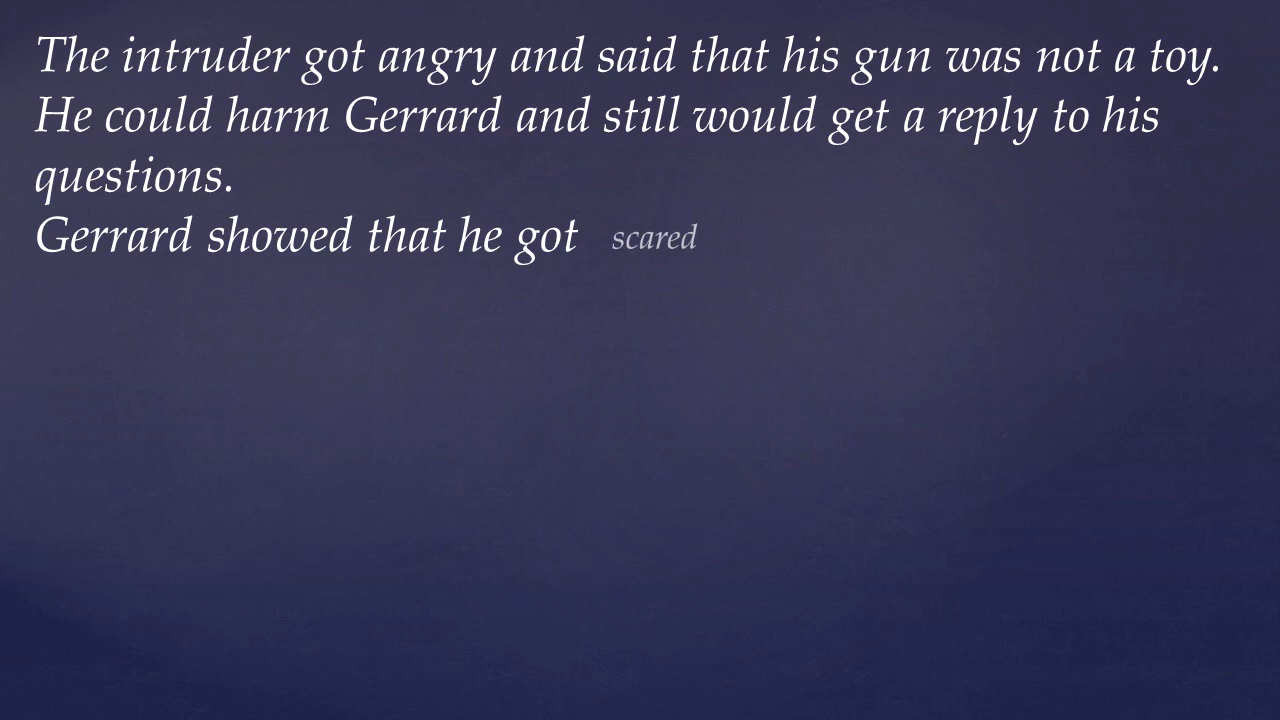 The intruder got angry and said that his gun was not a toy.
He could harm Gerrard and still would get a reply to his
questions.
Gerrard showed that he got scared